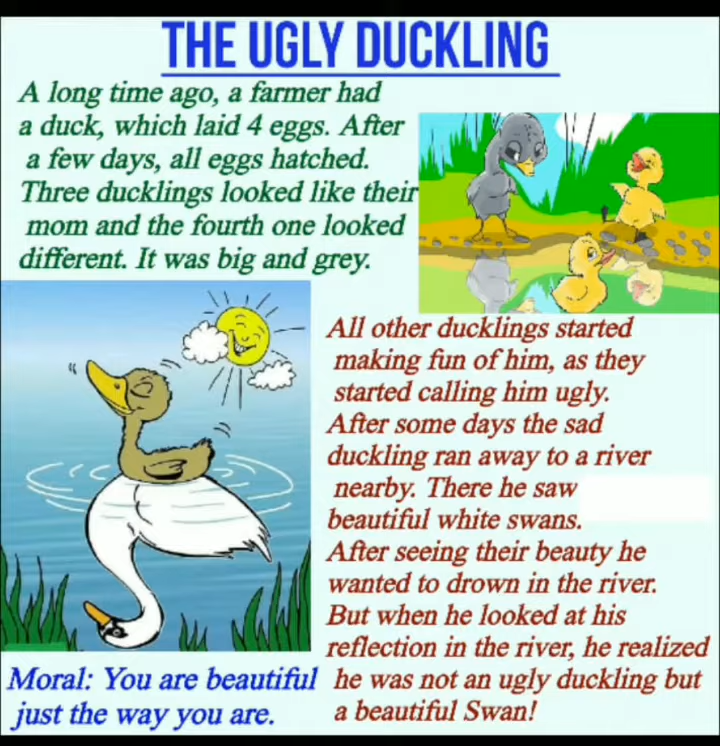 THE UGLY DUCKLING
A long time ago, a farmer had
a duck, which laid 4 eggs. After
a few days, all eggs hatched.
Three ducklings looked like their
mom and the fourth one looked
different. It was big and grey.
All other ducklings started
making fun of him, as they
started calling him ugly.
After some days the sad
duckling ran away to a river
nearby. There he saw
beautiful white swans.
After seeing their beauty he
wanted to drown in the river.
But when he looked at his
reflection in the river, he realized
he was not an ugly duckling but
a beautiful Swan!
Moral: You are beautiful
just the way you are.